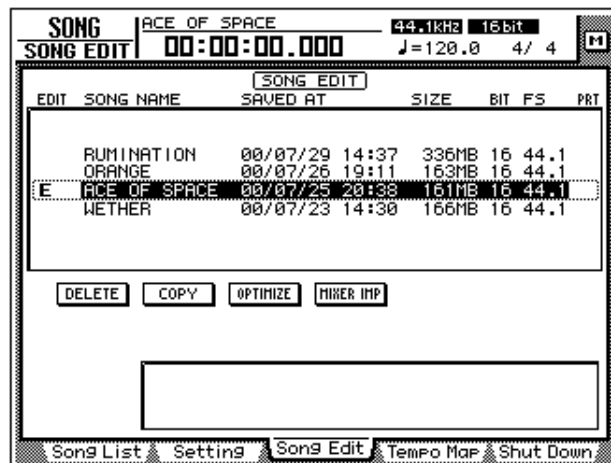 SONG ACE OF SPACE 44.1kHz 16bit
SONG EDIT 00:00:00.000 ♩=120.0 4/ 4 M
SONG EDIT
EDIT SONG NAME SAVED AT SIZE BIT FS PRT
RUMINATION 00/07/29 14:37 336MB 16 44.1
ORANGE 00/07/26 19:11 163MB 16 44.1
E ACE OF SPACE 00/07/25 20:38 161MB 16 44.1
WETHER 00/07/23 14:30 166MB 16 44.1
DELETE COPY OPTIMIZE MIXER IMP
Song List Setting Song Edit Tempo Map Shut Down